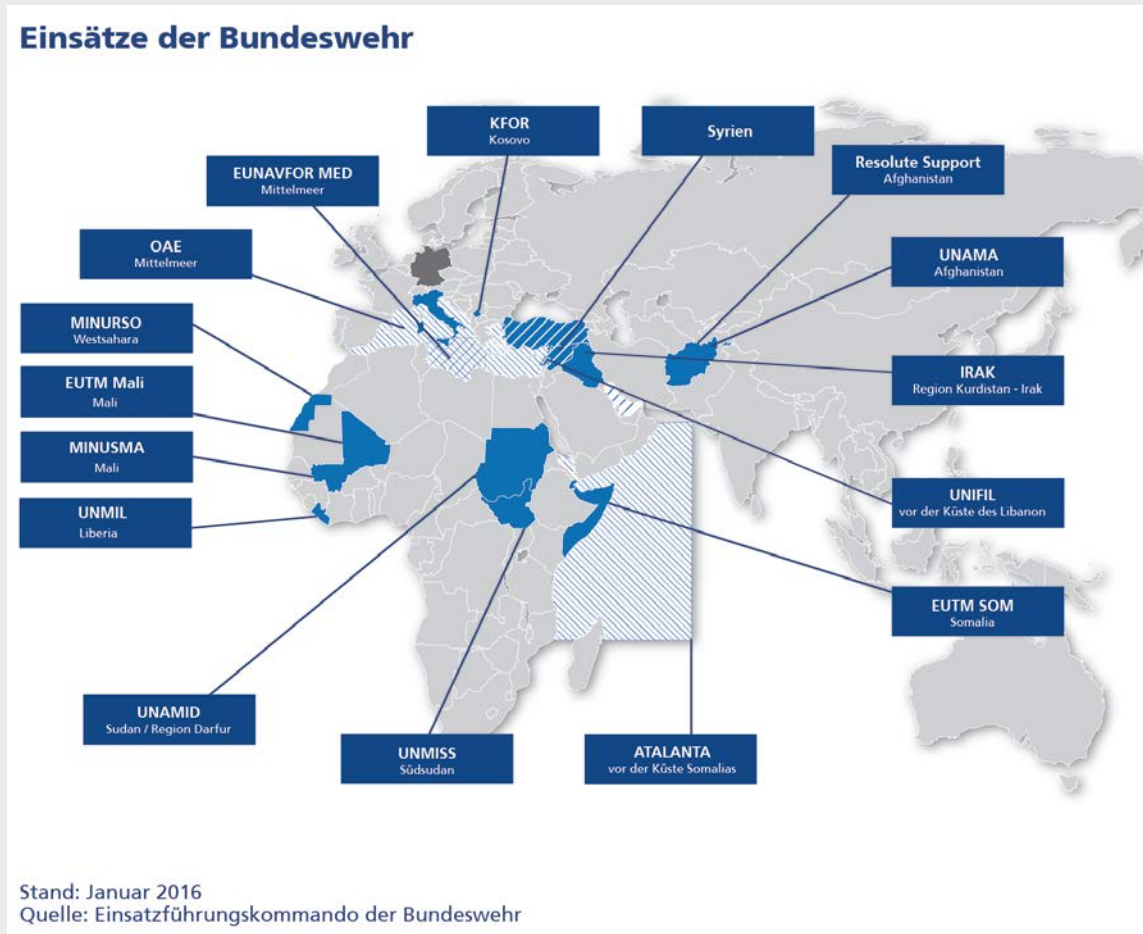 Einsätze der Bundeswehr
KFOR
Kosovo
Syrien
EUNAVFOR MED
Mittelmeer
Resolute Support
Afghanistan
OAE
Mittelmeer
UNAMA
Afghanistan
MINURSO
Westsahara
IRAK
Region Kurdistan - Irak
EUTM Mali
Mali
MINUSMA
Mali
UNIFIL
vor der Küste des Libanon
UNMIL
Liberia
EUTM SOM
Somalia
UNAMID
Sudan / Region Darfur
UNMISS
Südsudan
ATALANTA
vor der Küste Somalias
Stand: Januar 2016
Quelle: Einsatzführungskommando der Bundeswehr